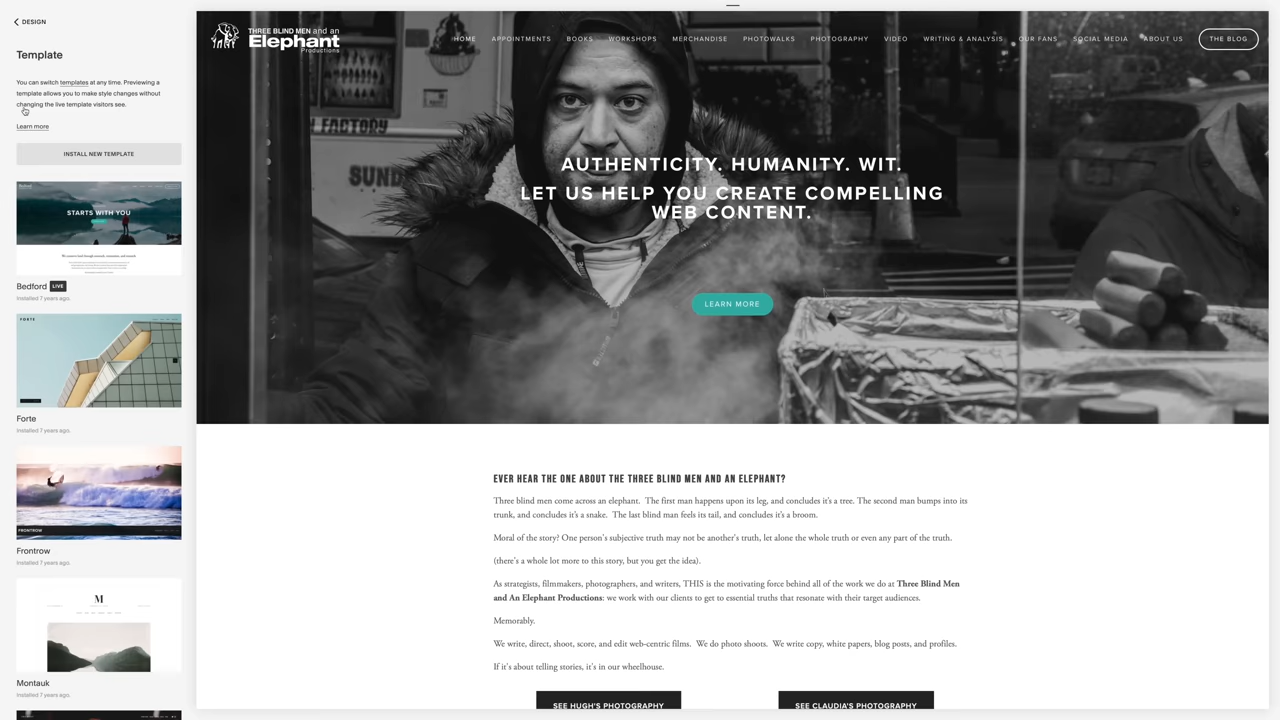 DESIGN
Template
You can switch templates at any time. Previewing a
template allows you to make style changes without
changing the live template visitors see.
Learn more
INSTALL NEW TEMPLATE
STARTS WITH YOU
Bedford LIVE
Installed 7 years ago.
FORTE
Forte
Installed 7 years ago.
FRONTROW
Frontrow
Installed 7 years ago.
M
Montauk
Installed 7 years ago.
THREE BLIND MEN and an
Elephant
Productions
HOME APPOINTMENTS BOOKS WORKSHOPS MERCHANDISE PHOTOWALKS PHOTOGRAPHY VIDEO WRITING & ANALYSIS OUR FANS SOCIAL MEDIA ABOUT US THE BLOG
FACTORY
SUND
AUTHENTICITY. HUMANITY. WIT.
LET US HELP YOU CREATE COMPELLING
WEB CONTENT.
LEARN MORE
EVER HEAR THE ONE ABOUT THE THREE BLIND MEN AND AN ELEPHANT?
Three blind men come across an elephant. The first man happens upon its leg, and concludes it's a tree. The second man bumps into its
trunk, and concludes it's a snake. The last blind man feels its tail, and concludes it's a broom.
Moral of the story? One person's subjective truth may not be another's truth, let alone the whole truth or even any part of the truth.
(there's a whole lot more to this story, but you get the idea).
As strategists, filmmakers, photographers, and writers, THIS is the motivating force behind all of the work we do at Three Blind Men
and An Elephant Productions: we work with our clients to get to essential truths that resonate with their target audiences.
Memorably.
We write, direct, shoot, score, and edit web-centric films. We do photo shoots. We write copy, white papers, blog posts, and profiles.
If it's about telling stories, it's in our wheelhouse.
SEE HUGH'S PHOTOGRAPHY SEE CLAUDIA'S PHOTOGRAPHY